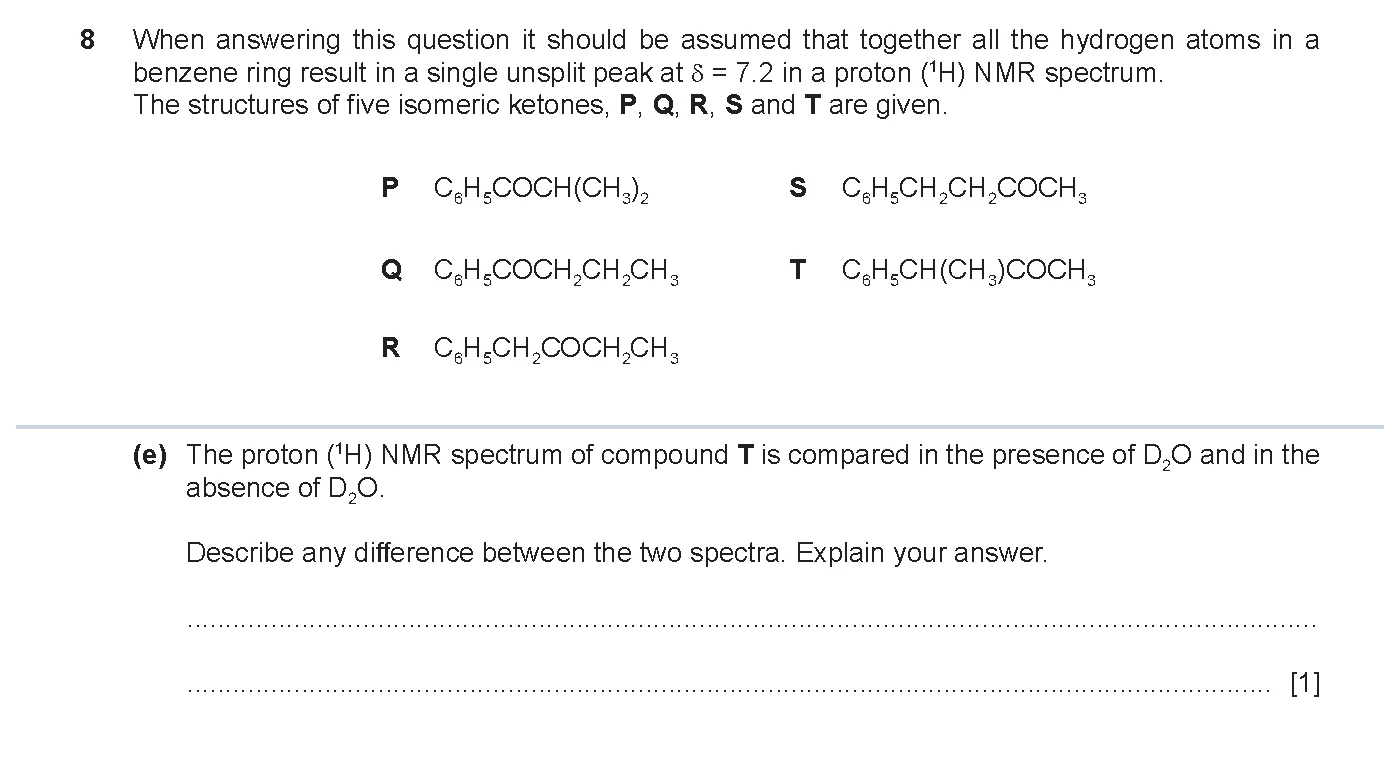 8 When answering this question it should be assumed that together all the hydrogen atoms in a
benzene ring result in a single unsplit peak at δ = 7.2 in a proton (¹H) NMR spectrum.
The structures of five isomeric ketones, P, Q, R, S and T are given.
P C₆H₅COCH(CH₃)₂ S C₆H₅CH₂CH₂COCH₃
Q C₆H₅COCH₂CH₂CH₃ T C₆H₅CH(CH₃)COCH₃
R C₆H₅CH₂COCH₂CH₃
(e) The proton (¹H) NMR spectrum of compound T is compared in the presence of D₂O and in the
absence of D₂O.
Describe any difference between the two spectra. Explain your answer.
[1]